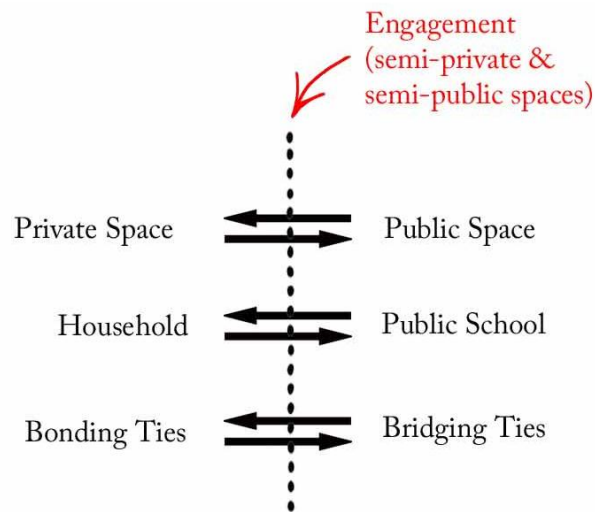 Engagement
(semi-private &
semi-public spaces)
Private Space
Public Space
Household
Public School
Bonding Ties
Bridging Ties